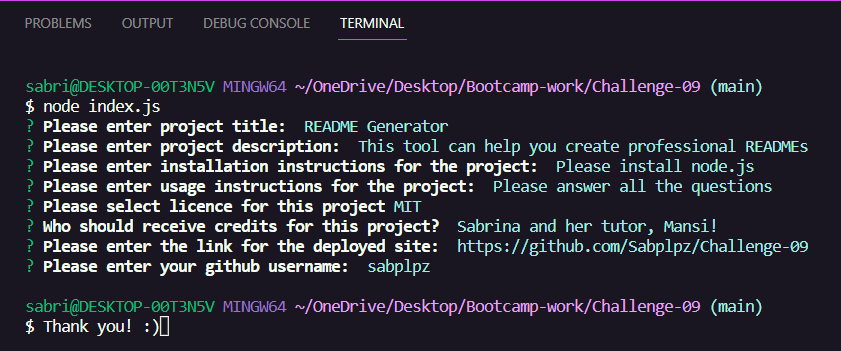 PROBLEMS OUTPUT DEBUG CONSOLE TERMINAL
sabri@DESKTOP-00T3N5V MINGW64 ~/OneDrive/Desktop/Bootcamp-work/Challenge-09 (main)
$ node index.js
? Please enter project title:  README Generator
? Please enter project description:  This tool can help you create professional READMEs
? Please enter installation instructions for the project:  Please install node.js
? Please enter usage instructions for the project:  Please answer all the questions
? Please select licence for this project MIT
? Who should receive credits for this project?  Sabrina and her tutor, Mansi!
? Please enter the link for the deployed site:  https://github.com/Sabplpz/Challenge-09
? Please enter your github username:  sabplpz
sabri@DESKTOP-00T3N5V MINGW64 ~/OneDrive/Desktop/Bootcamp-work/Challenge-09 (main)
$ Thank you! :)